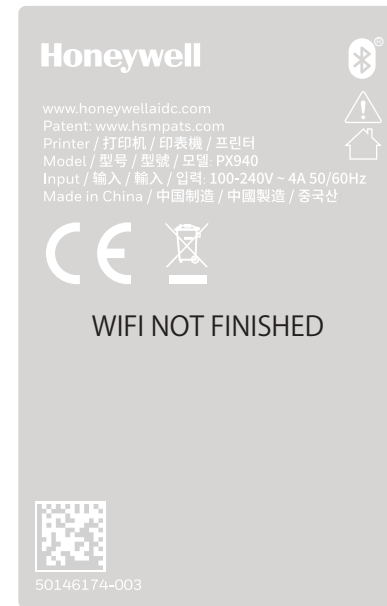 Honeywell
www.honeywellaidc.com
Patent: www.hsmpats.com
Printer / 打印机 / 印表機 / 프린터
Model / 型号 / 型號 / 모델: PX940
Input / 输入 / 輸入 / 입력: 100-240V ~ 4A 50/60Hz
Made in China / 中国制造 / 中國製造 / 중국산
CE
WIFI NOT FINISHED
50146174-003